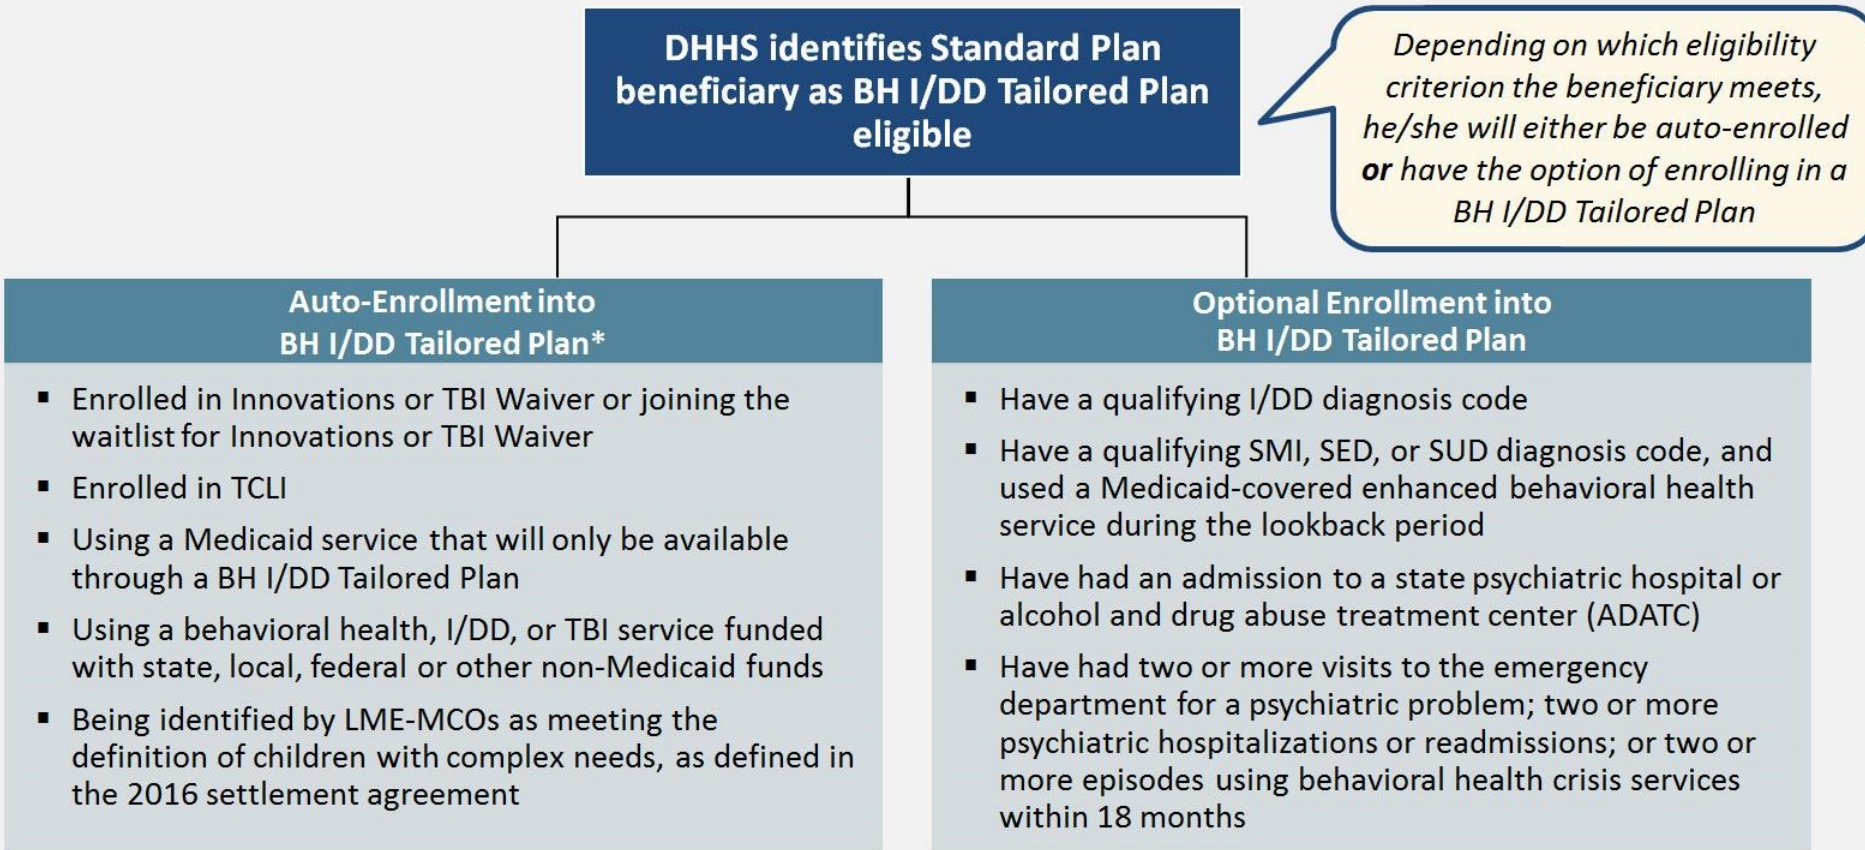 DHHS identifies Standard Plan
beneficiary as BH I/DD Tailored Plan
eligible
Depending on which eligibility
criterion the beneficiary meets,
he/she will either be auto-enrolled
or have the option of enrolling in a
BH I/DD Tailored Plan
Auto-Enrollment into
BH I/DD Tailored Plan*
▪ Enrolled in Innovations or TBI Waiver or joining the
waitlist for Innovations or TBI Waiver
▪ Enrolled in TCLI
▪ Using a Medicaid service that will only be available
through a BH I/DD Tailored Plan
▪ Using a behavioral health, I/DD, or TBI service funded
with state, local, federal or other non-Medicaid funds
▪ Being identified by LME-MCOs as meeting the
definition of children with complex needs, as defined in
the 2016 settlement agreement
Optional Enrollment into
BH I/DD Tailored Plan
▪ Have a qualifying I/DD diagnosis code
▪ Have a qualifying SMI, SED, or SUD diagnosis code, and
used a Medicaid-covered enhanced behavioral health
service during the lookback period
▪ Have had an admission to a state psychiatric hospital or
alcohol and drug abuse treatment center (ADATC)
▪ Have had two or more visits to the emergency
department for a psychiatric problem; two or more
psychiatric hospitalizations or readmissions; or two or
more episodes using behavioral health crisis services
within 18 months